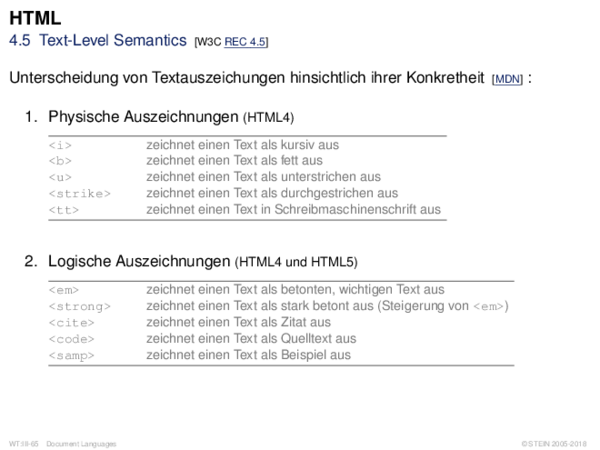 HTML
4.5 Text-Level Semantics [W3C REC 4.5]
Unterscheidung von Textauszeichungen hinsichtlich ihrer Konkretheit [MDN] :
1. Physische Auszeichnungen (HTML4)
<i> zeichnet einen Text als kursiv aus
<b> zeichnet einen Text als fett aus
<u> zeichnet einen Text als unterstrichen aus
<strike> zeichnet einen Text als durchgestrichen aus
<tt> zeichnet einen Text in Schreibmaschinenschrift aus
2. Logische Auszeichnungen (HTML4 und HTML5)
<em> zeichnet einen Text als betonten, wichtigen Text aus
<strong> zeichnet einen Text als stark betont aus (Steigerung von <em>)
<cite> zeichnet einen Text als Zitat aus
<code> zeichnet einen Text als Quelltext aus
<samp> zeichnet einen Text als Beispiel aus
WT:II-65 Document Languages © STEIN 2005-2018